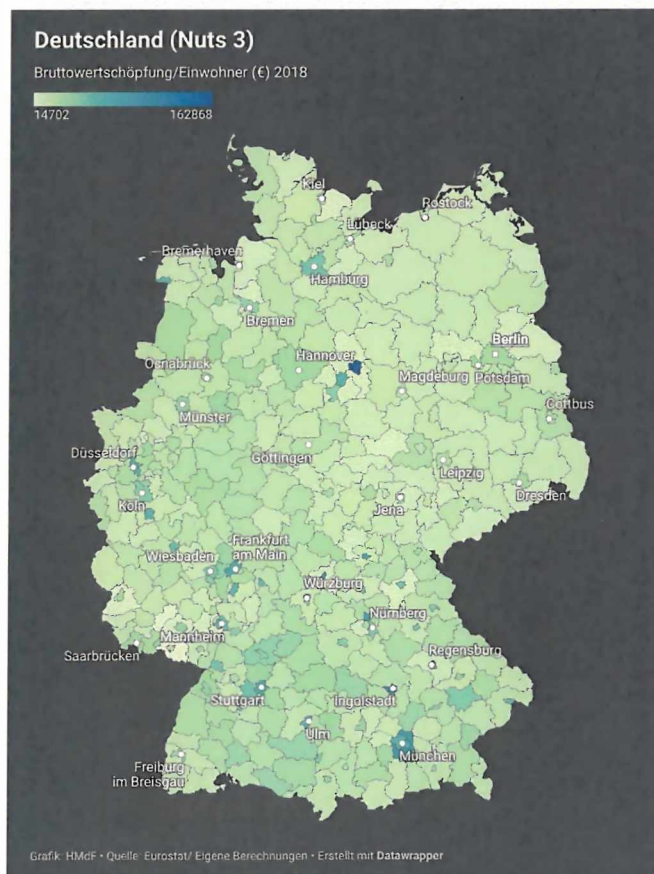 Deutschland (Nuts 3)
Bruttowertschöpfung/Einwohner (€) 2018
14702 162868
Kiel
Rostock
Lübeck
Bremerhaven
Hamburg
Bremen
Berlin
Osnabrück
Hannover
Magdeburg
Potsdam
Münster
Cottbus
Düsseldorf
Göttingen
Leipzig
Köln
Dresden
Jena
Wiesbaden
Frankfurt
am Main
Würzburg
Mannheim
Nürnberg
Saarbrücken
Regensburg
Stuttgart
Ingolstadt
Ulm
München
Freiburg
im Breisgau
Grafik: HMdF • Quelle: Eurostat/ Eigene Berechnungen • Erstellt mit Datawrapper